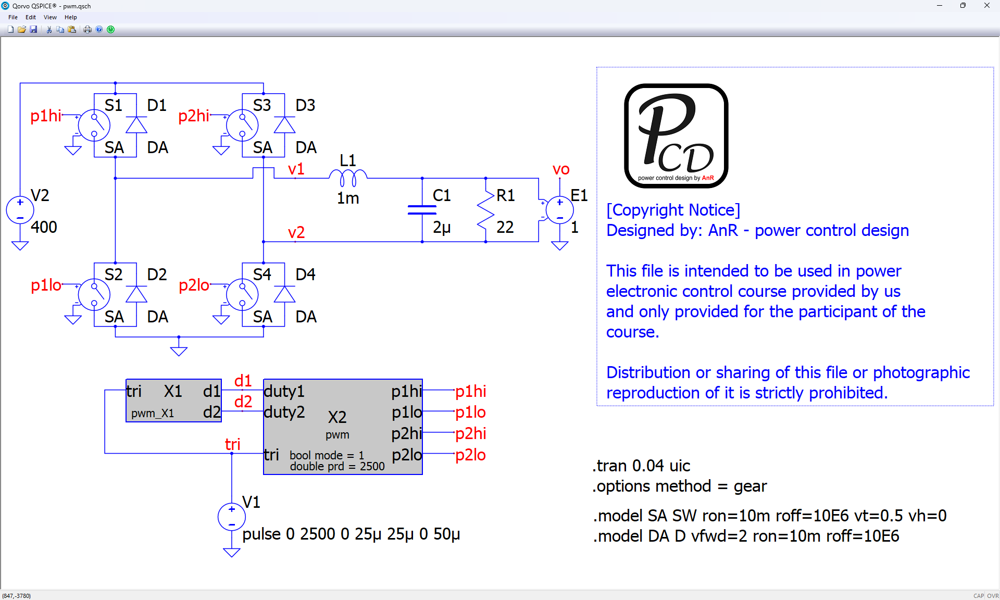 Qorvo QSPICE® - pwm.qsch
File Edit View Help
S1 D1 S3 D3
p1hi p2hi
SA DA SA DA
L1
v1 vo
1m
V2 C1 R1 E1
400 2µ 22 1
v2
S2 D2 S4 D4
p1lo p2lo
SA DA SA DA
P
CD
power control design by AnR
[Copyright Notice]
Designed by: AnR - power control design
This file is intended to be used in power
electronic control course provided by us
and only provided for the participant of the
course.
Distribution or sharing of this file or photographic
reproduction of it is strictly prohibited.
d1
tri X1 d1 duty1 p1hi p1hi
d2
pwm_X1 d2 duty2 p1lo p1lo
X2
pwm p2hi p2hi
tri
tri bool mode = 1 p2lo p2lo
double prd = 2500
V1
pulse 0 2500 0 25µ 25µ 0 50µ
.tran 0.04 uic
.options method = gear
.model SA SW ron=10m roff=10E6 vt=0.5 vh=0
.model DA D vfwd=2 ron=10m roff=10E6
(847,-3780)
CAP OVR